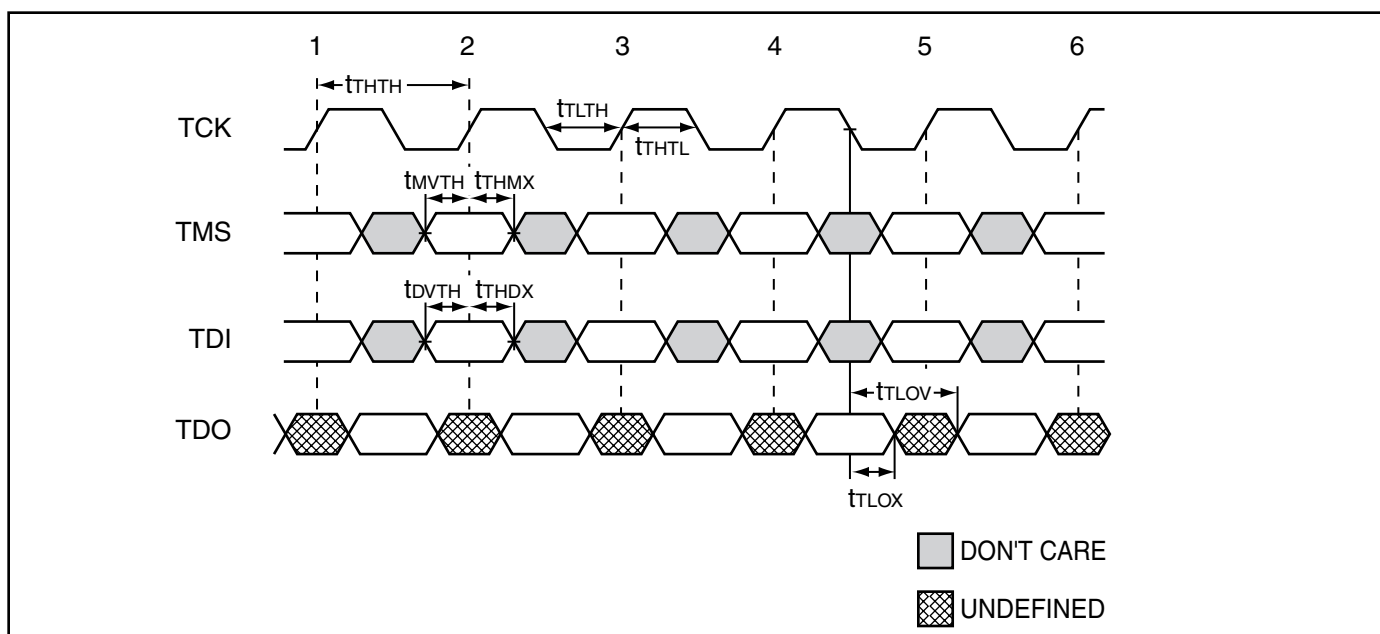 1 2 3 4 5 6
tTHTH
TCK
tTLTH
tTHTL
tMVTH tTHMX
TMS
tDVTH tTHDX
TDI
tTLOV
TDO
tTLOX
DON'T CARE
UNDEFINED